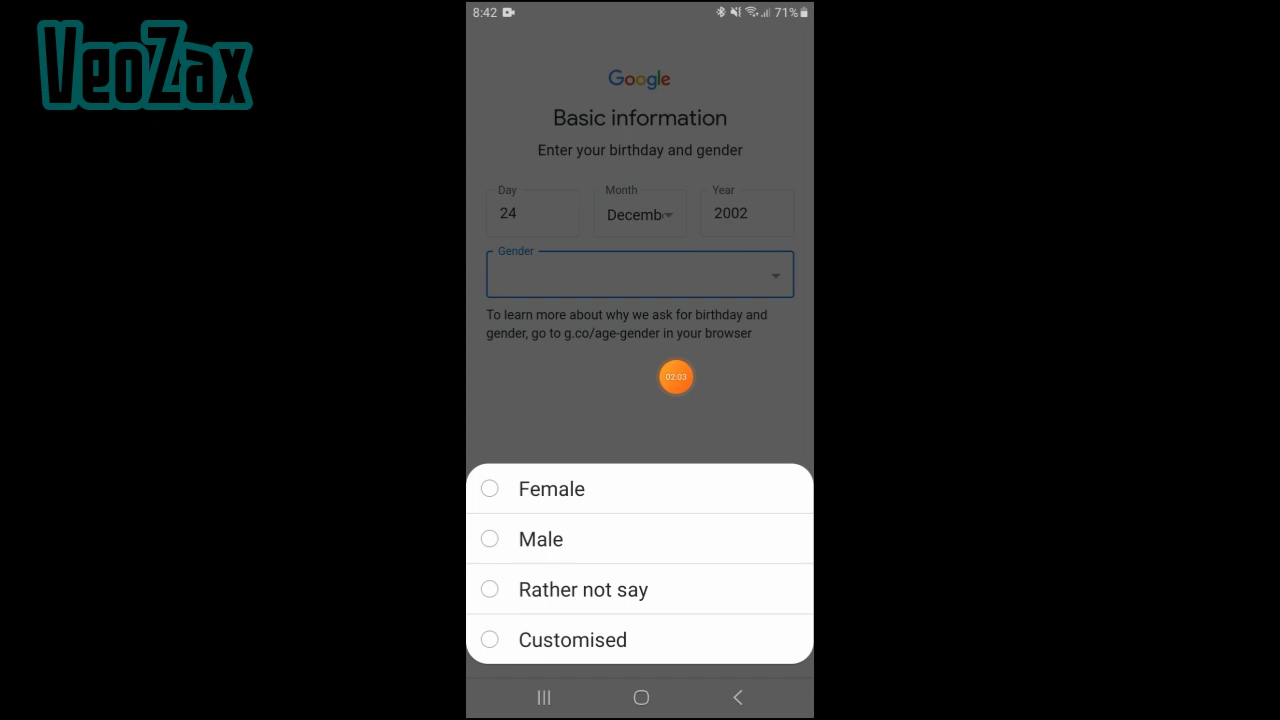 VeoZax
8:42
71%
Google
Basic information
Enter your birthday and gender
Day
Month
Year
24
Decemb
2002
Gender
To learn more about why we ask for birthday and
gender, go to g.co/age-gender in your browser
02:03
Female
Male
Rather not say
Customised